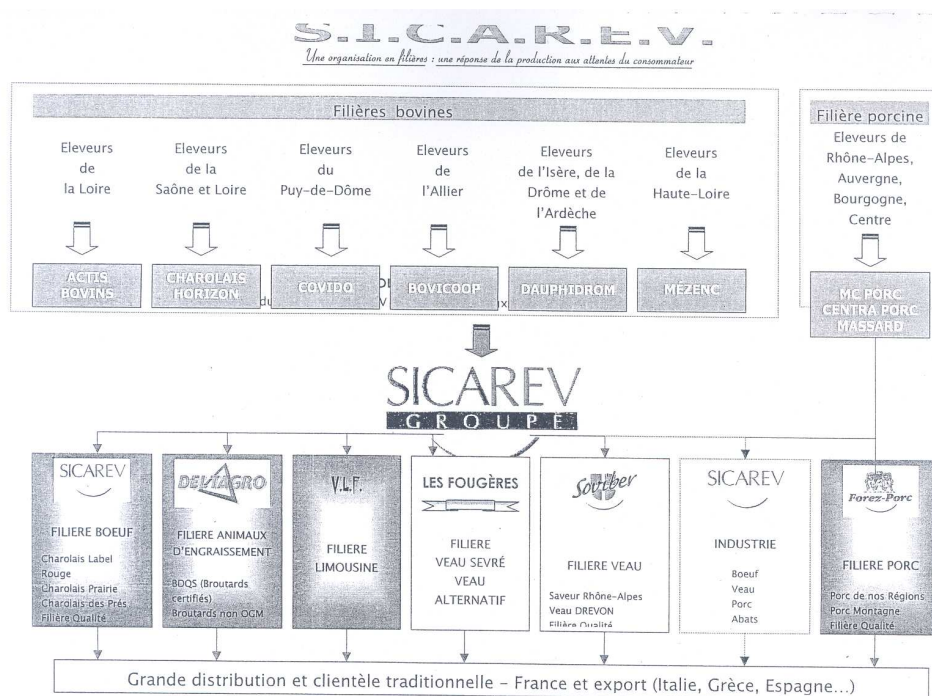 S.I.C.A.R.E.V.
Une organisation en filières : une réponse de la production aux attentes du consommateur
Filières bovines
Eleveurs
de
la Loire
Eleveurs
de la
Saône et Loire
Eleveurs
du
Puy-de-Dôme
Eleveurs
de
l'Allier
Eleveurs
de l'Isère, de la
Drôme et de
l'Ardèche
Eleveurs
de la
Haute-Loire
ACTIS
BOVINS
CHAROLAIS
HORIZON
COVIDO
BOVICOOP
DAUPHIDROM
MÉZENC
Filière porcine
Eleveurs de
Rhône-Alpes,
Auvergne,
Bourgogne,
Centre
MC PORC
CENTRA PORC
MASSARD
SICAREV
GROUPE
SICAREV
FILIERE BOEUF
Charolais Label
Rouge
Charolais Prairie
Charolais des Prés
Filière Qualité
DELTAGRO
FILIERE ANIMAUX
D'ENGRAISSEMENT
BDQS (Broutards
certifiés)
Broutards non OGM
V.L.F.
FILIERE
LIMOUSINE
LES FOUGÈRES
FILIERE
VEAU SEVRÉ
VEAU
ALTERNATIF
Soviber
FILIERE VEAU
Saveur Rhône-Alpes
Veau DREVON
Filière Qualité
SICAREV
INDUSTRIE
Boeuf
Veau
Porc
Abats
Forez-Porc
FILIERE PORC
Porc de nos Régions
Porc Montagne
Filière Qualité
Grande distribution et clientèle traditionnelle – France et export (Italie, Grèce, Espagne...)